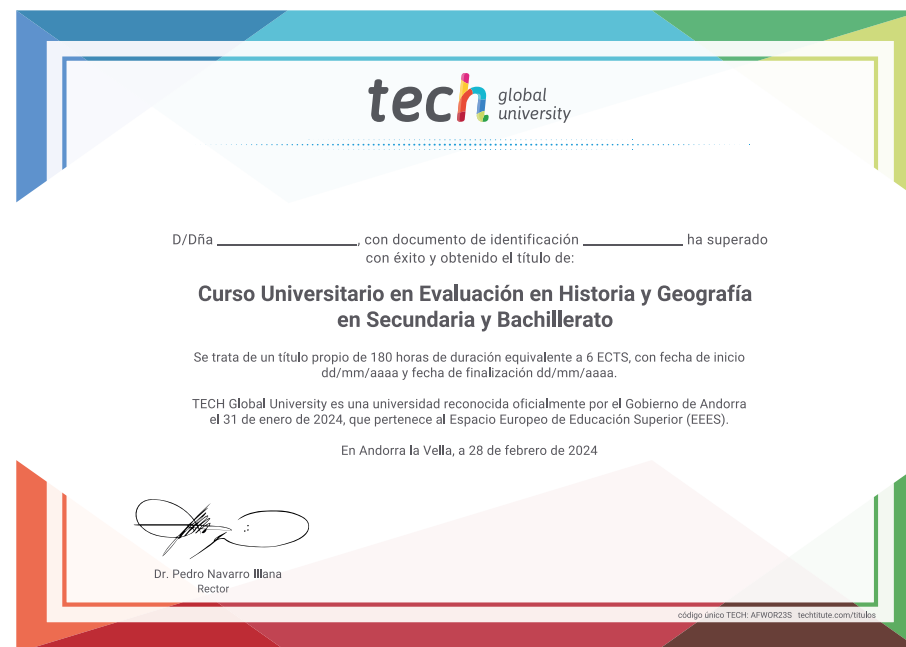 tech global university
D/Dña ____________________, con documento de identificación ______________ ha superado
con éxito y obtenido el título de:
Curso Universitario en Evaluación en Historia y Geografía
en Secundaria y Bachillerato
Se trata de un título propio de 180 horas de duración equivalente a 6 ECTS, con fecha de inicio
dd/mm/aaaa y fecha de finalización dd/mm/aaaa.
TECH Global University es una universidad reconocida oficialmente por el Gobierno de Andorra
el 31 de enero de 2024, que pertenece al Espacio Europeo de Educación Superior (EEES).
En Andorra la Vella, a 28 de febrero de 2024
Dr. Pedro Navarro Illana
Rector
código único TECH: AFWOR23S techtitute.com/titulos